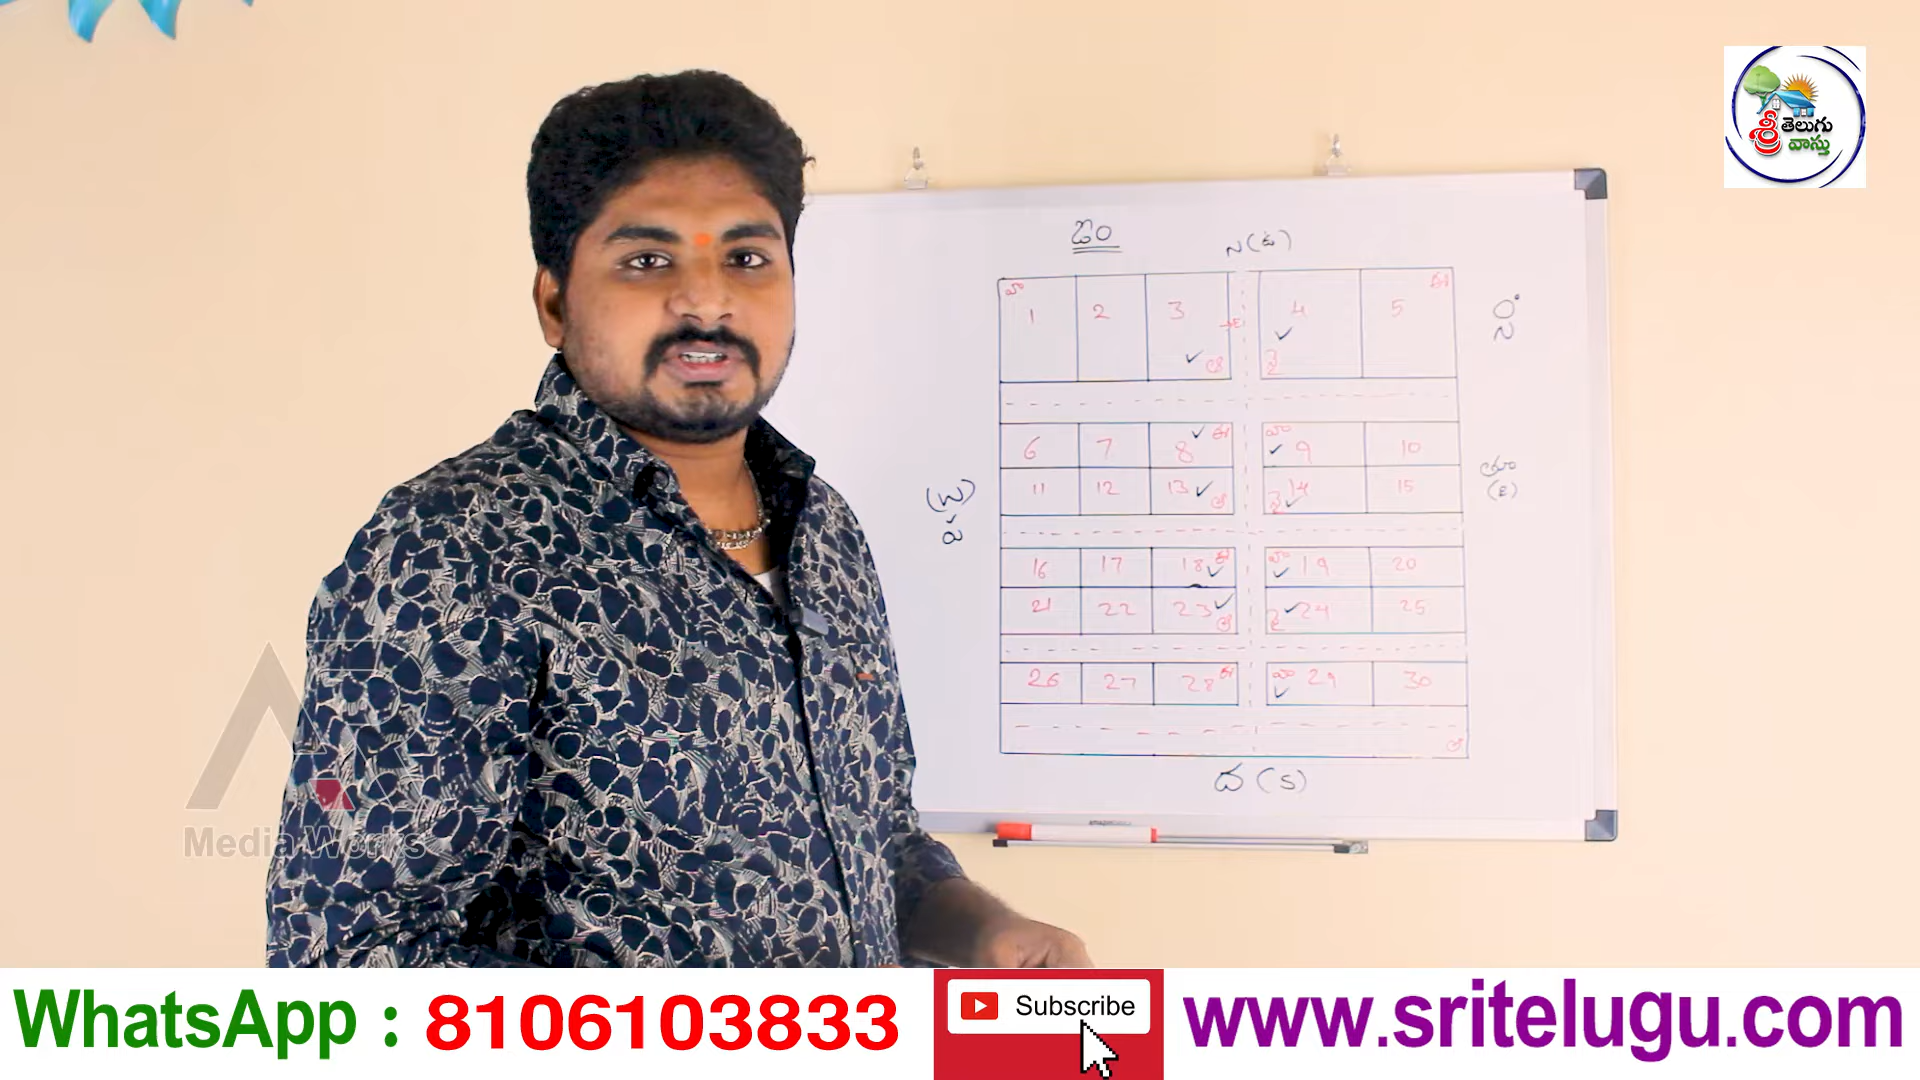 శ్రీ తెలుగు
వాస్తు
ఓం
N (ఉ)
వా
ఈ
1 2 3 4 5
ఆ నై
ఈ వా
6 7 8 9 10
11 12 13 14 15
ఆ నై
తూ
(E)
ఈ వా
16 17 18 19 20
21 22 23 24 25
ఆ నై
26 27 28 ఈ వా 29 30
ఆ
ద (S)
Media Works
WhatsApp : 8106103833
Subscribe
www.sritelugu.com